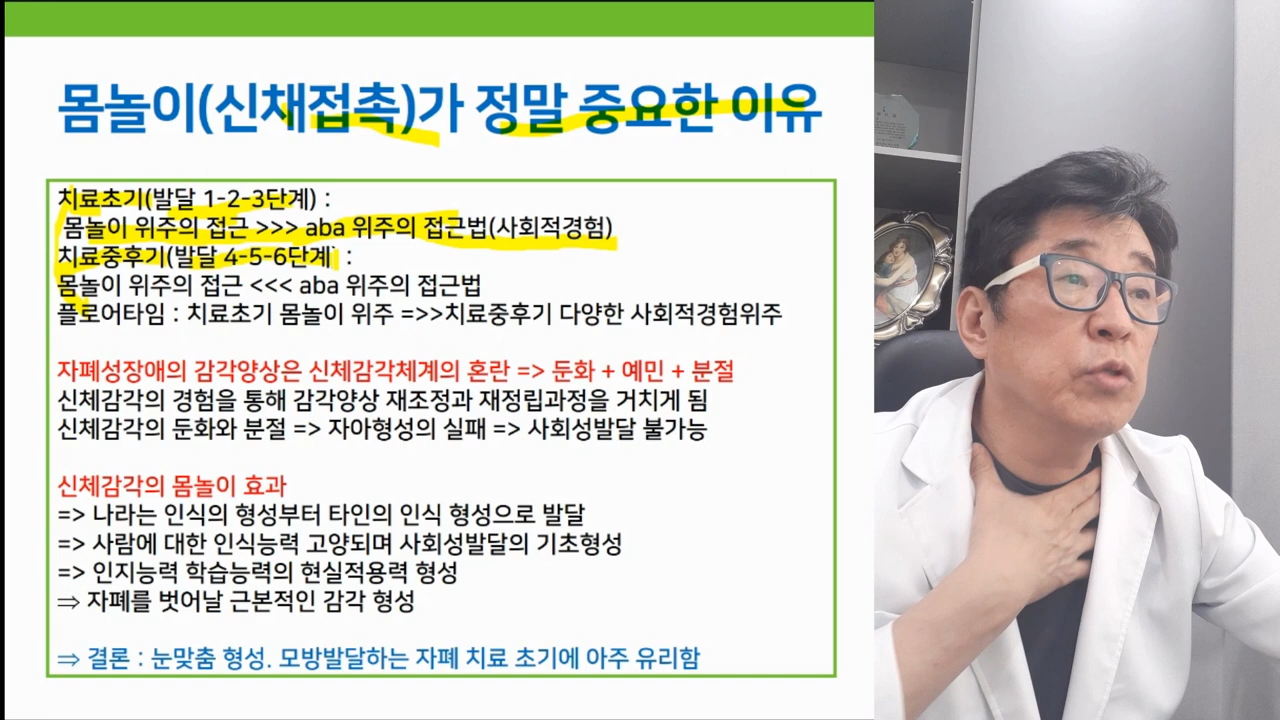 몸놀이(신채접촉)가 정말 중요한 이유
치료초기(발달 1-2-3단계) :
몸놀이 위주의 접근 >>> aba 위주의 접근법(사회적경험)
치료중후기(발달 4-5-6단계` :
몸놀이 위주의 접근 <<< aba 위주의 접근법
플로어타임 : 치료초기 몸놀이 위주 =>>치료중후기 다양한 사회적경험위주
자폐성장애의 감각양상은 신체감각체계의 혼란 => 둔화 + 예민 + 분절
신체감각의 경험을 통해 감각양상 재조정과 재정립과정을 거치게 됨
신체감각의 둔화와 분절 => 자아형성의 실패 => 사회성발달 불가능
신체감각의 몸놀이 효과
=> 나라는 인식의 형성부터 타인의 인식 형성으로 발달
=> 사람에 대한 인식능력 고양되며 사회성발달의 기초형성
=> 인지능력 학습능력의 현실적용력 형성
⇒ 자폐를 벗어날 근본적인 감각 형성
⇒ 결론 : 눈맞춤 형성. 모방발달하는 자폐 치료 초기에 아주 유리함